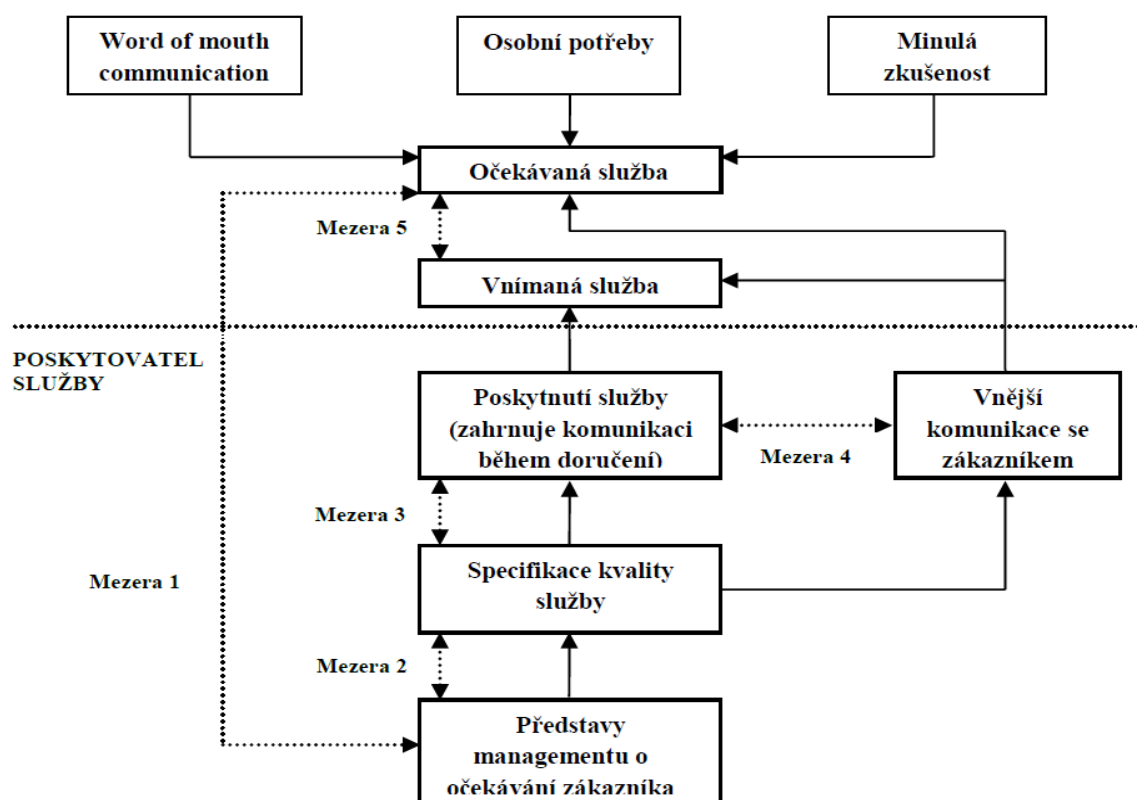 Word of mouth
communication
Osobní potřeby
Minulá
zkušenost
Očekávaná služba
Mezera 5
Vnímaná služba
POSKYTOVATEL
SLUŽBY
Poskytnutí služby
(zahrnuje komunikaci
během doručení)
Vnější
komunikace se
zákazníkem
Mezera 4
Mezera 3
Specifikace kvality
služby
Mezera 1
Mezera 2
Představy
managementu o
očekávání zákazníka